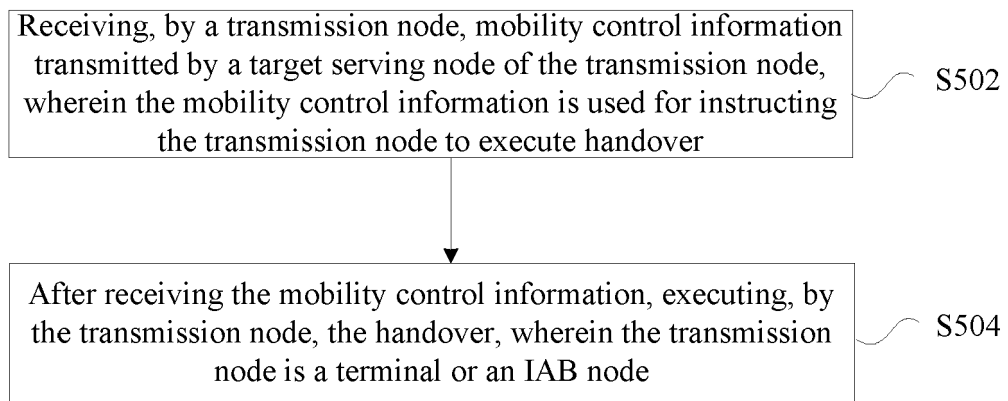 Receiving, by a transmission node, mobility control information
transmitted by a target serving node of the transmission node,
wherein the mobility control information is used for instructing
the transmission node to execute handover
S502
After receiving the mobility control information, executing, by
the transmission node, the handover, wherein the transmission
node is a terminal or an IAB node
S504